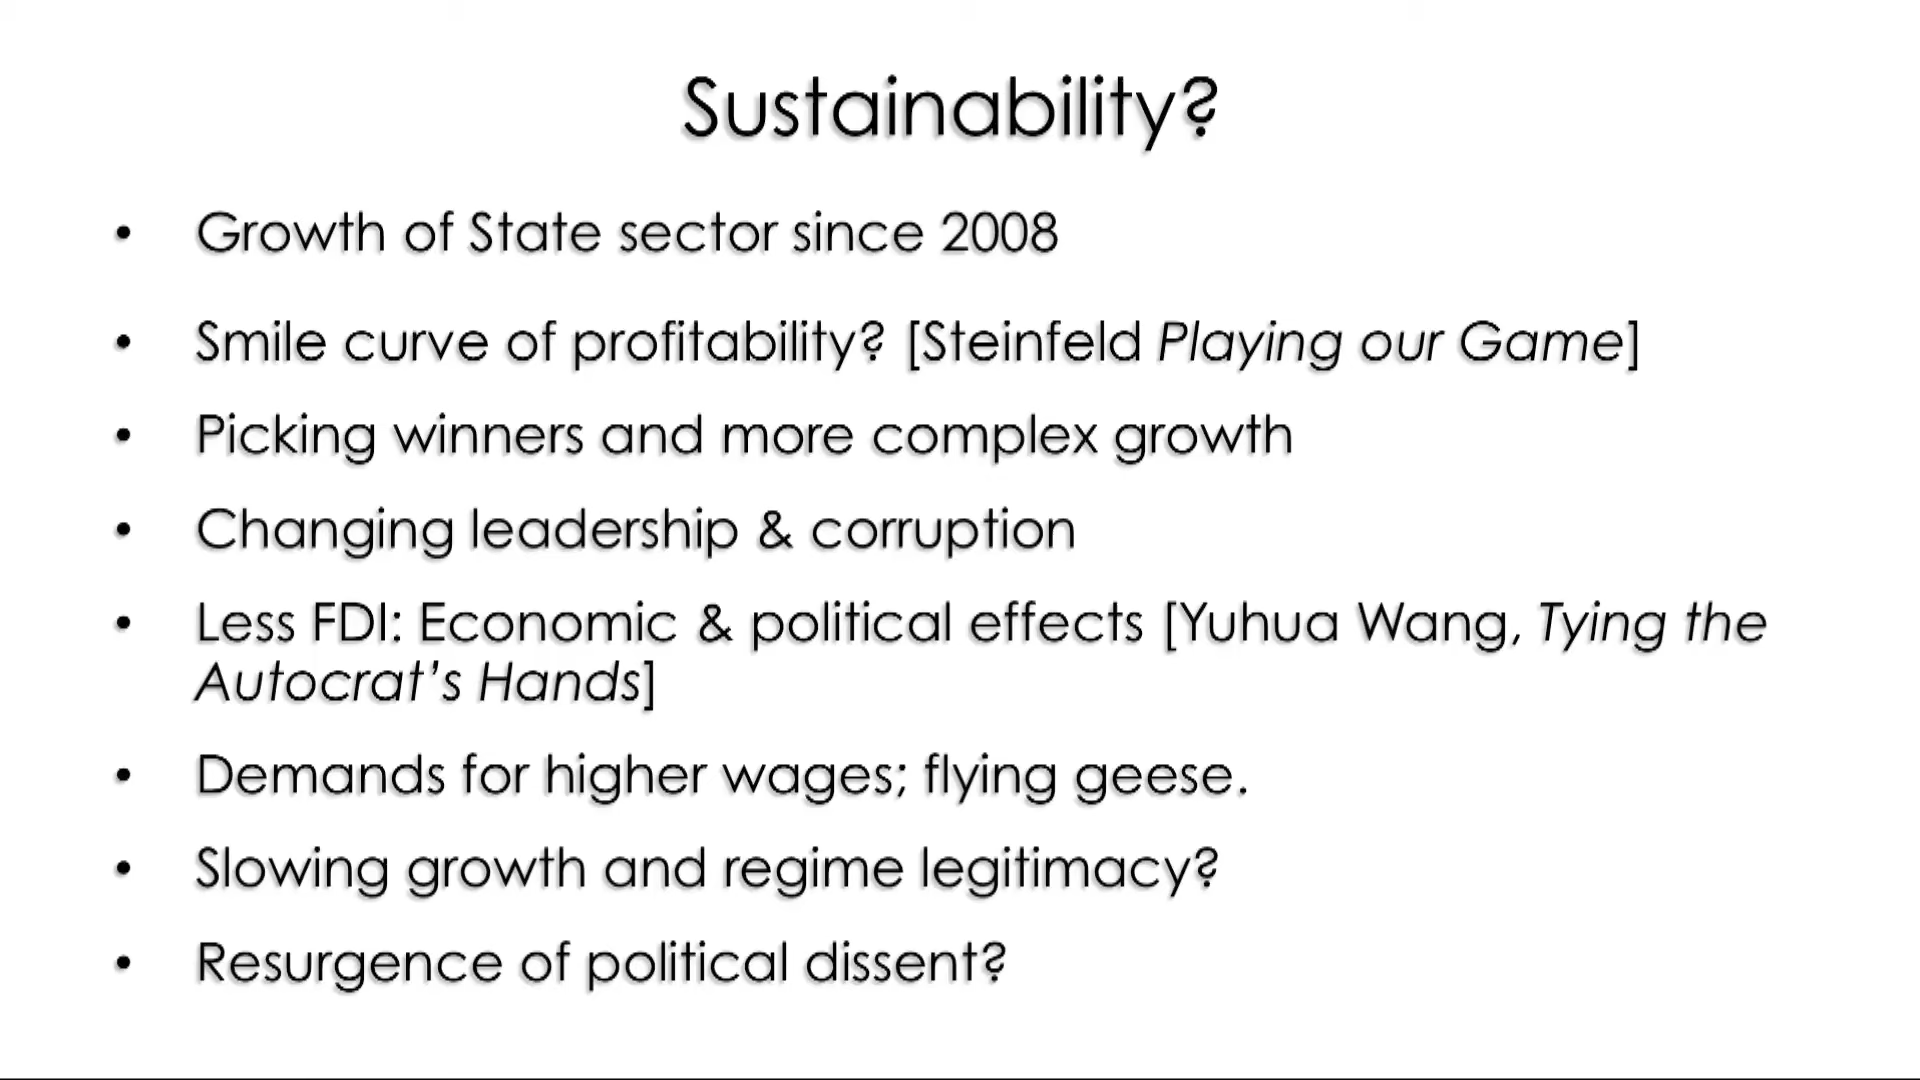 Sustainability?
• Growth of State sector since 2008
• Smile curve of profitability? [Steinfeld Playing our Game]
• Picking winners and more complex growth
• Changing leadership & corruption
• Less FDI: Economic & political effects [Yuhua Wang, Tying the
Autocrat’s Hands]
• Demands for higher wages; flying geese.
• Slowing growth and regime legitimacy?
• Resurgence of political dissent?